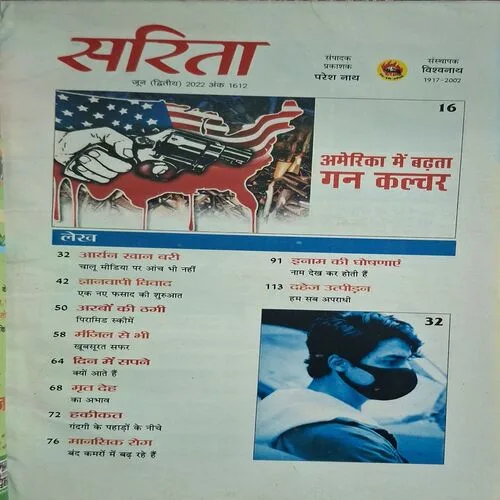 सरिता
जून (द्वितीय) 2022 अंक 1612
संपादक
प्रकाशक
परेश नाथ
संस्थापक
विश्वनाथ
1917-2002
16
अमेरिका में बढ़ता
गन कल्चर
लेख
32 आर्यन खान बरी
चालू मीडिया पर आंच भी नहीं
42 ज्ञानवापी विवाद
एक नए फसाद की शुरुआत
50 अरबों की ठगी
पिरामिड स्कीमें
58 मंजिल से भी
खूबसूरत सफर
64 दिन में सपने
क्यों आते हैं
68 मृत देह
का अभाव
72 हकीकत
गंदगी के पहाड़ों के नीचे
76 मानसिक रोग
बंद कमरों में बढ़ रहे हैं
91 इनाम की घोषणाएं
नाम देख कर होती हैं
113 दहेज उत्पीड़न
हम सब अपराधी
32